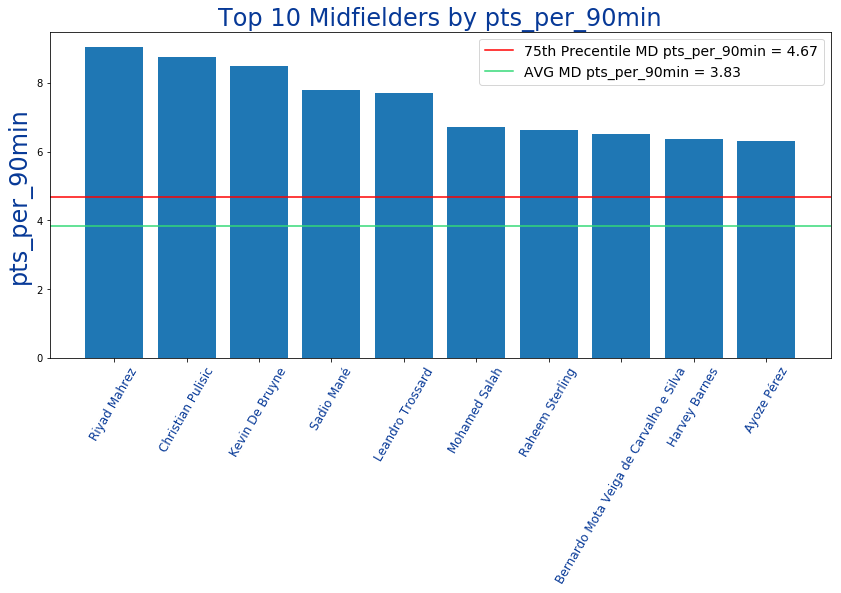 Top 10 Midfielders by pts_per_90min
75th Precentile MD pts_per_90min = 4.67
AVG MD pts_per_90min = 3.83
pts_per_90min
8
6
4
2
0
Riyad Mahrez
Christian Pulisic
Kevin De Bruyne
Sadio Mané
Leandro Trossard
Mohamed Salah
Raheem Sterling
Bernardo Mota Veiga de Carvalho e Silva
Harvey Barnes
Ayoze Pérez